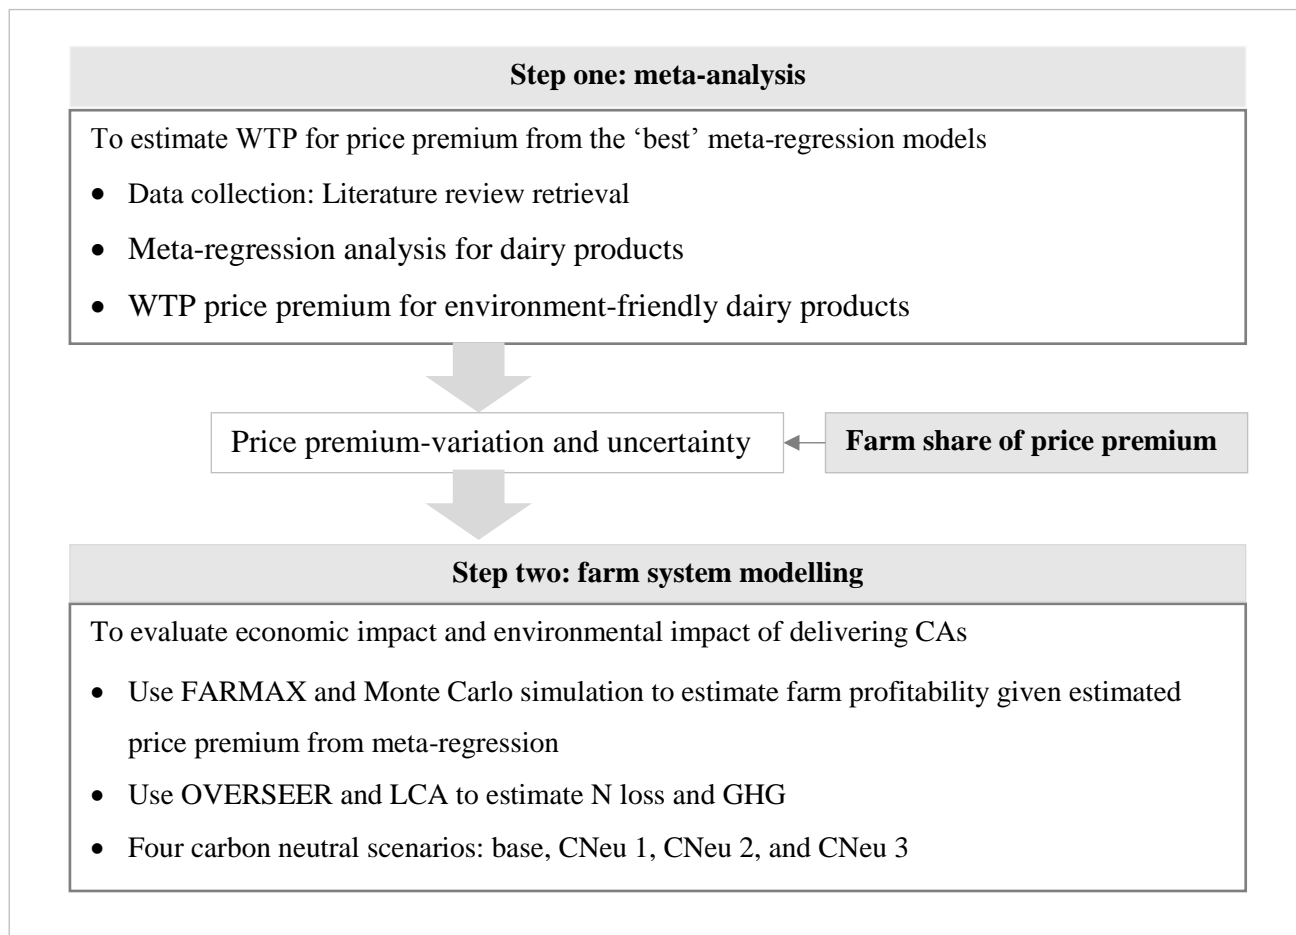 Step one: meta-analysis
To estimate WTP for price premium from the ‘best’ meta-regression models
• Data collection: Literature review retrieval
• Meta-regression analysis for dairy products
• WTP price premium for environment-friendly dairy products
Price premium-variation and uncertainty
Farm share of price premium
Step two: farm system modelling
To evaluate economic impact and environmental impact of delivering CAs
• Use FARMAX and Monte Carlo simulation to estimate farm profitability given estimated
price premium from meta-regression
• Use OVERSEER and LCA to estimate N loss and GHG
• Four carbon neutral scenarios: base, CNeu 1, CNeu 2, and CNeu 3